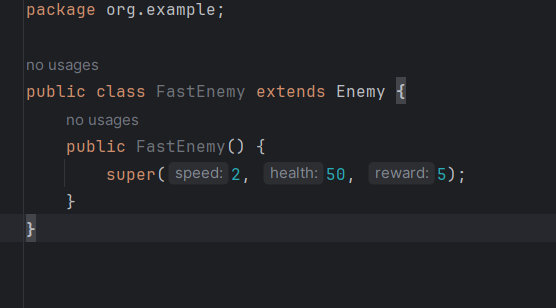 package org.example;
no usages
public class FastEnemy extends Enemy {
no usages
public FastEnemy() {
super( speed: 2, health: 50, reward: 5);
}
}